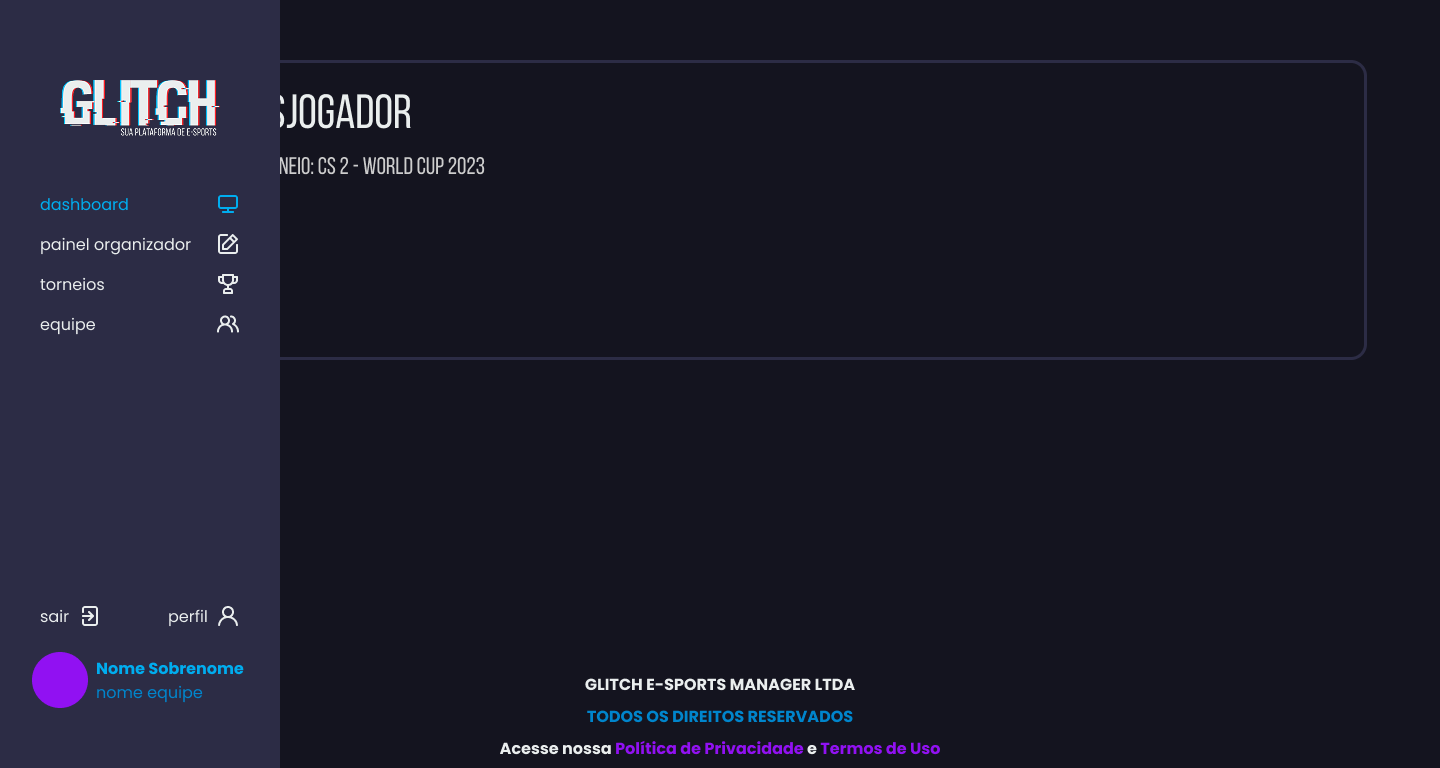 GLITCH
SUA PLATAFORMA DE E-SPORTS
dashboard
painel organizador
torneios
equipe
sair
perfil
Nome Sobrenome
nome equipe
SJOGADOR
NEIO: CS 2 - WORLD CUP 2023
GLITCH E-SPORTS MANAGER LTDA
TODOS OS DIREITOS RESERVADOS
Acesse nossa Política de Privacidade e Termos de Uso